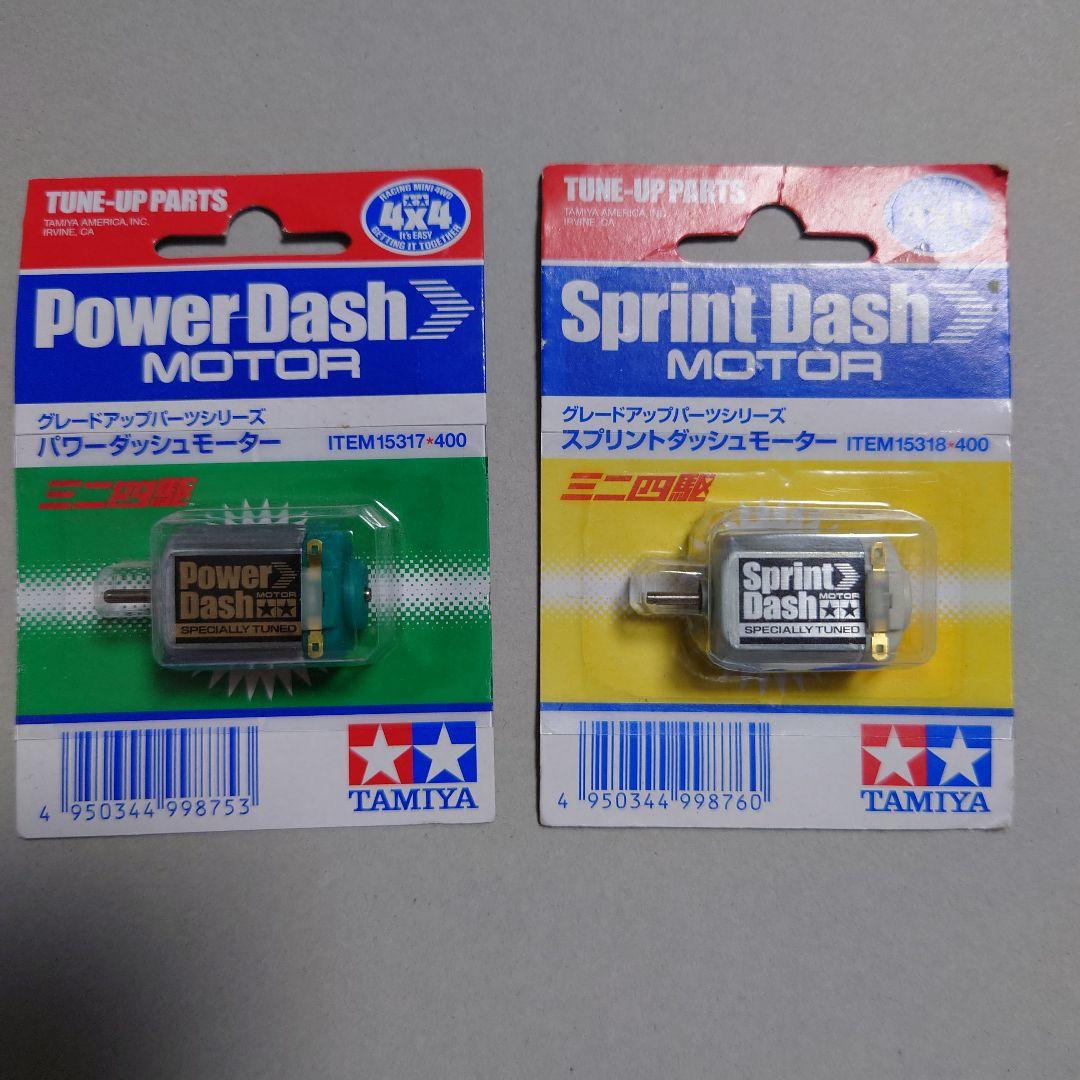 TUNE-UP PARTS
TAMIYA AMERICA, INC.
IRVINE, CA
RACING MINI 4WD
4x4
It's EASY
GETTING IT TOGETHER
Power Dash
MOTOR
グレードアップパーツシリーズ
パワーダッシュモーター ITEM 15317*400
ミニ四駆
Power
Dash
MOTOR
SPECIALLY TUNED
4 950344 998753
TAMIYA
TUNE-UP PARTS
TAMIYA AMERICA, INC.
IRVINE, CA
4x4
Sprint Dash
MOTOR
グレードアップパーツシリーズ
スプリントダッシュモーター ITEM 15318*400
ミニ四駆
Sprint
Dash
MOTOR
SPECIALLY TUNED
4 950344 998760
TAMIYA